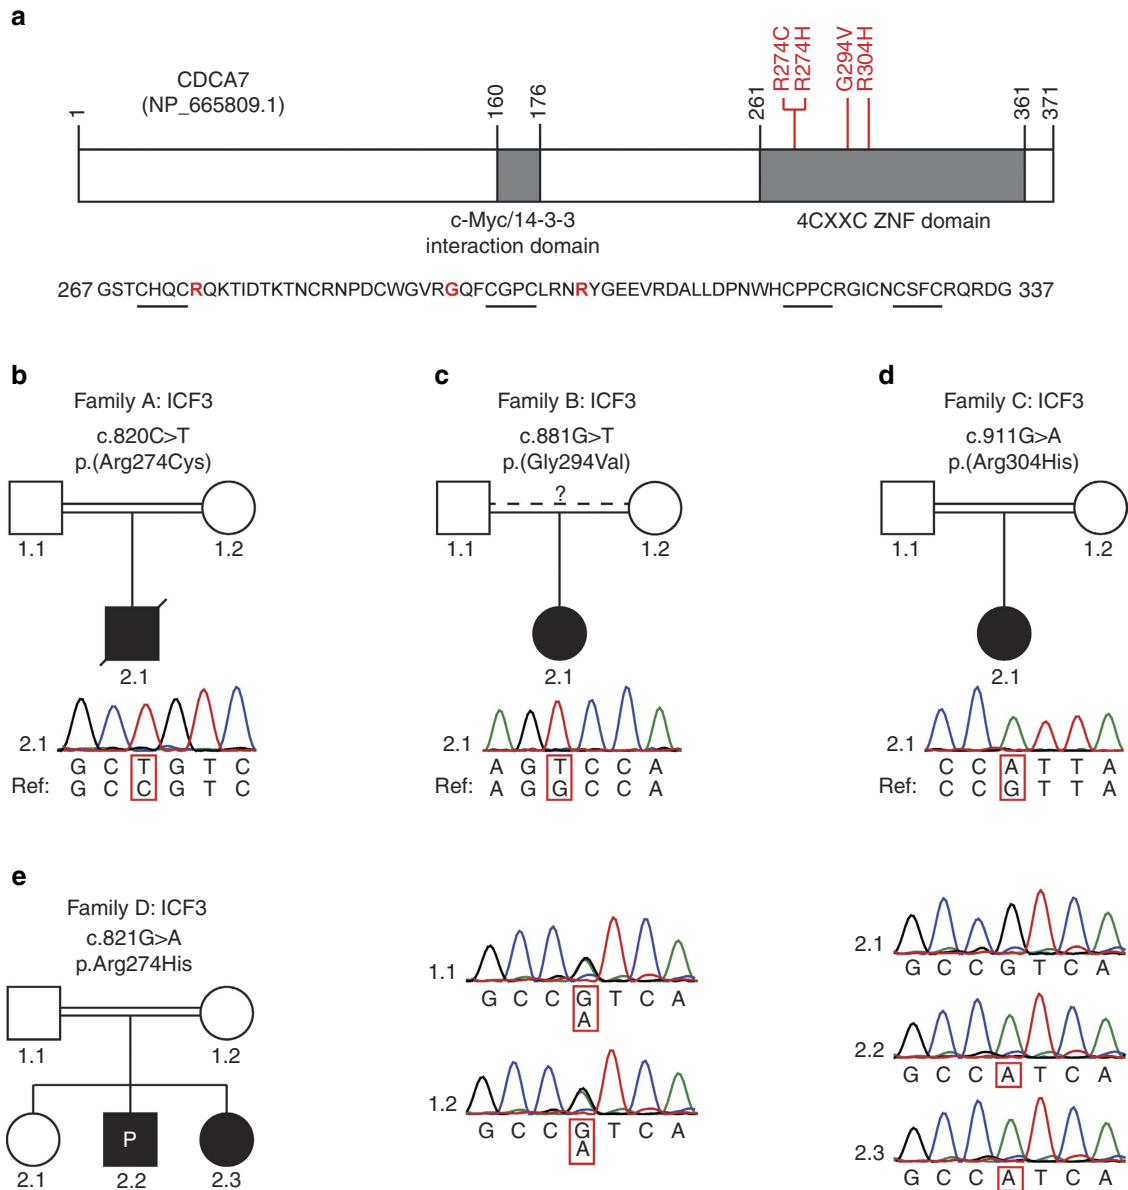 a
CDCA7
(NP_665809.1)
1
160
176
261
R274C
R274H
G294V
R304H
361
371
c-Myc/14-3-3
interaction domain
4CXXC ZNF domain
267 GSTCHQCRQKTIDTKTNCRNPDCWGVRGQFCGPCLRNRYGEEVRDALLDPNWHCPPCRGICNCSFCRQRDG 337
b
Family A: ICF3
c.820C>T
p.(Arg274Cys)
1.1
1.2
2.1
2.1
G C T G T C
Ref: G C C G T C
c
Family B: ICF3
c.881G>T
p.(Gly294Val)
?
1.1
1.2
2.1
2.1
A G T C C A
Ref: A G G C C A
d
Family C: ICF3
c.911G>A
p.(Arg304His)
1.1
1.2
2.1
2.1
C C A T T A
Ref: C C G T T A
e
Family D: ICF3
c.821G>A
p.Arg274His
1.1
1.2
P
2.1
2.2
2.3
1.1
G C C G T C A
A
1.2
G C C G T C A
A
2.1
G C C G T C A
2.2
G C C A T C A
2.3
G C C A T C A